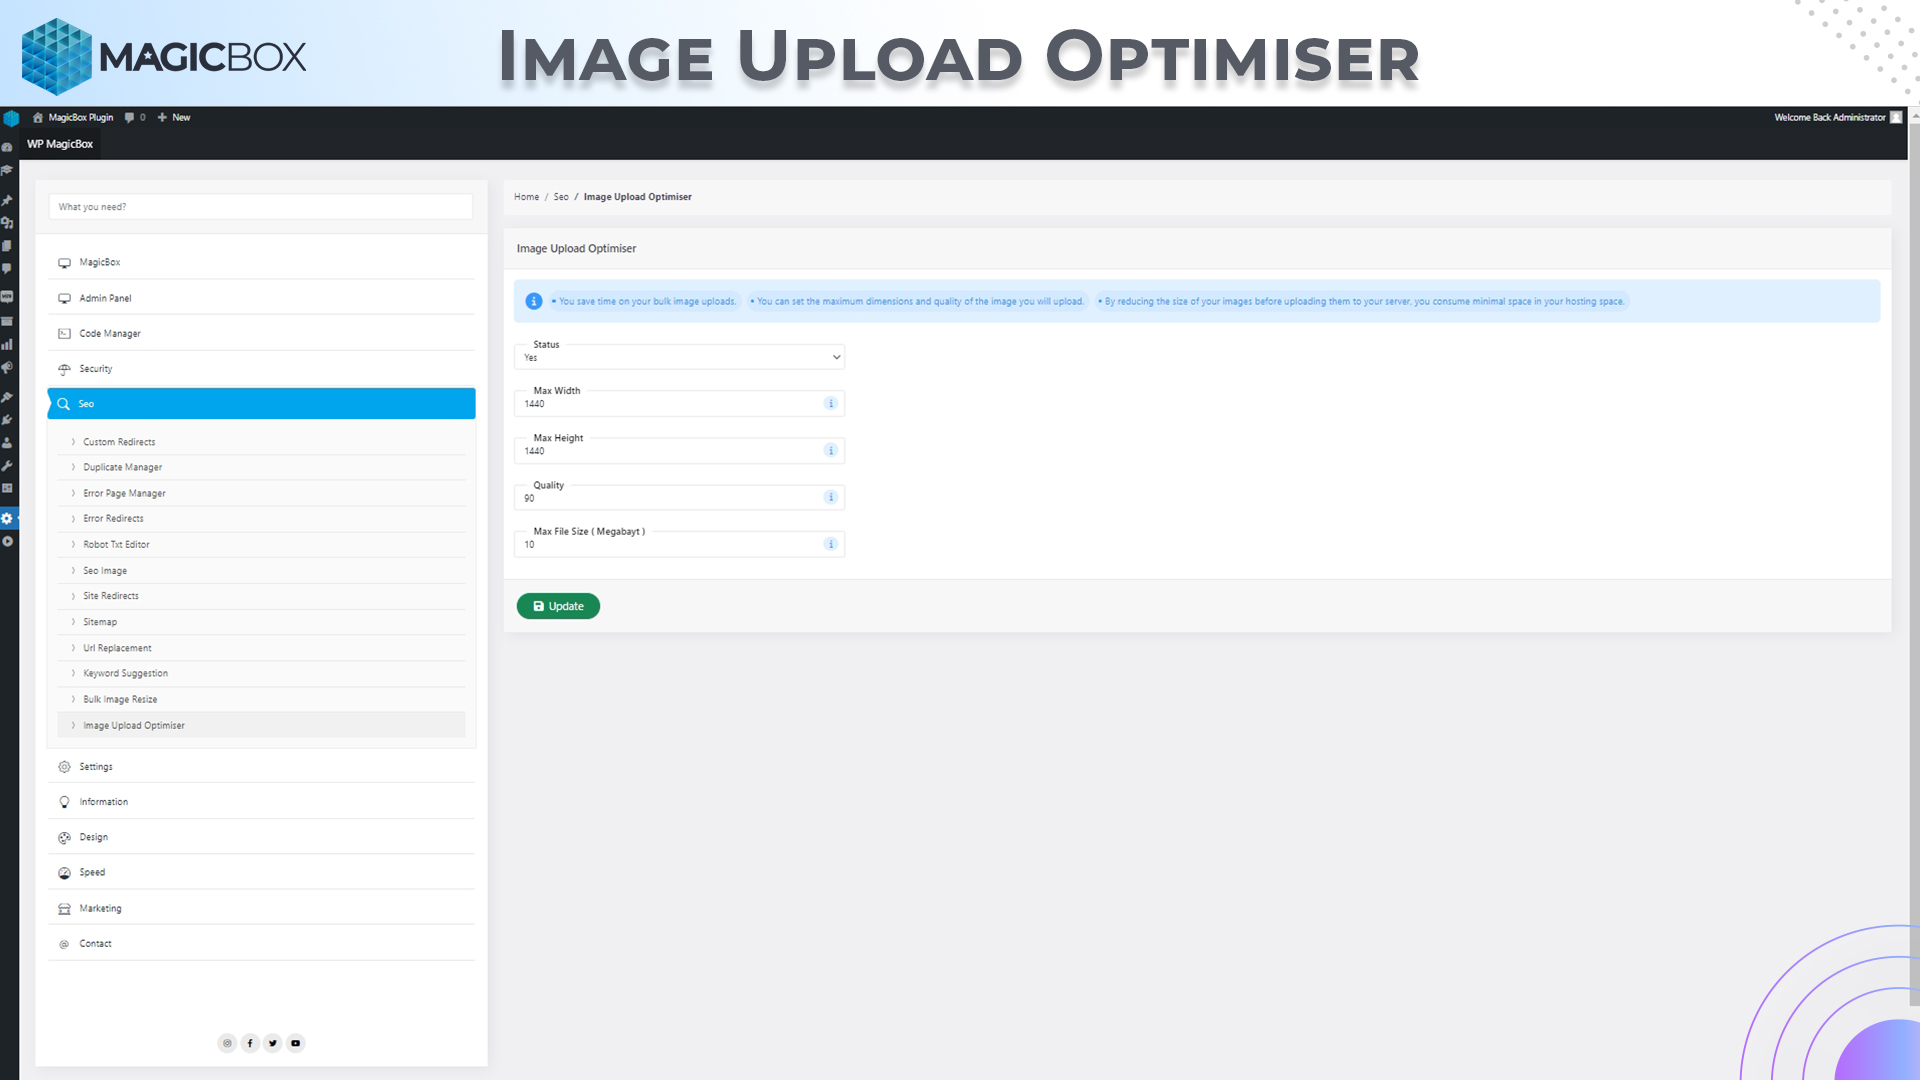 MAGICBOX
IMAGE UPLOAD OPTIMISER
MagicBox Plugin 0 New
Welcome Back Administrator
WP MagicBox
What you need?
MagicBox
Admin Panel
Code Manager
Security
Seo
Custom Redirects
Duplicate Manager
Error Page Manager
Error Redirects
Robot Txt Editor
Seo Image
Site Redirects
Sitemap
Url Replacement
Keyword Suggestion
Bulk Image Resize
Image Upload Optimiser
Settings
Information
Design
Speed
Marketing
Contact
Home / Seo / Image Upload Optimiser
Image Upload Optimiser
• You save time on your bulk image uploads. • You can set the maximum dimensions and quality of the image you will upload. • By reducing the size of your images before uploading them to your server, you consume minimal space in your hosting space.
Status
Yes
Max Width
1440
Max Height
1440
Quality
90
Max File Size ( Megabayt )
10
Update